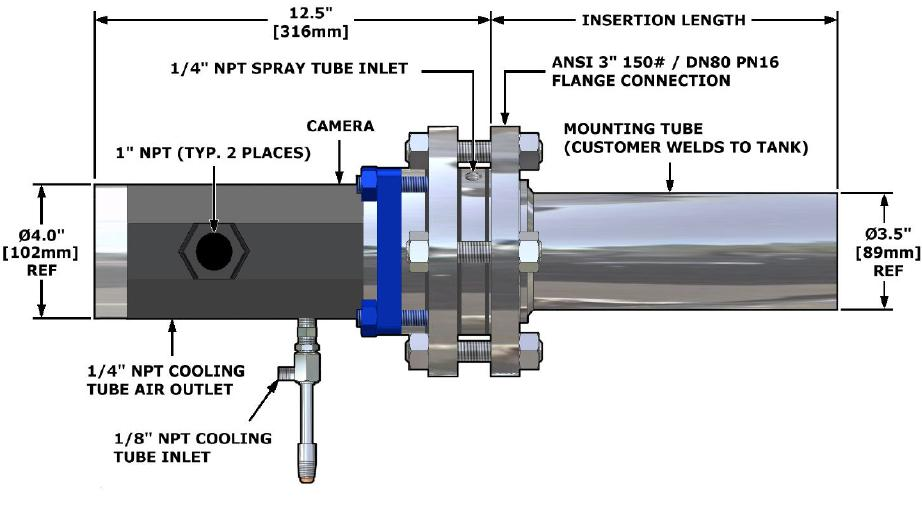 12.5"
[316mm]
INSERTION LENGTH
1/4" NPT SPRAY TUBE INLET
ANSI 3" 150# / DN80 PN16
FLANGE CONNECTION
CAMERA
MOUNTING TUBE
(CUSTOMER WELDS TO TANK)
1" NPT (TYP. 2 PLACES)
Ø4.0"
[102mm]
REF
Ø3.5"
[89mm]
REF
1/4" NPT COOLING
TUBE AIR OUTLET
1/8" NPT COOLING
TUBE INLET